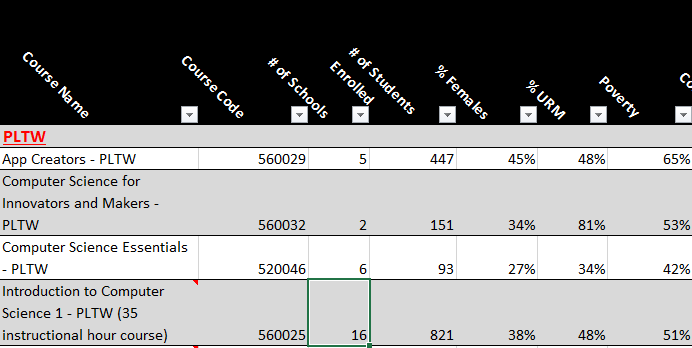 Course Name Course Code # of Schools # of Students Enrolled % Females % URM Poverty
PLTW
App Creators - PLTW 560029 5 447 45% 48% 65%
Computer Science for
Innovators and Makers -
PLTW 560032 2 151 34% 81% 53%
Computer Science Essentials
- PLTW 520046 6 93 27% 34% 42%
Introduction to Computer
Science 1 - PLTW (35
instructional hour course) 560025 16 821 38% 48% 51%